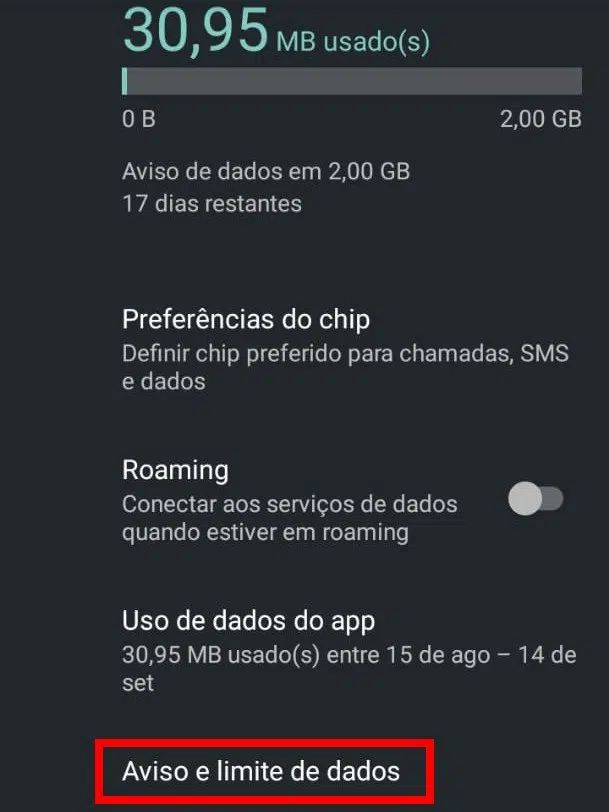 30,95 MB usado(s)
0 B 2,00 GB
Aviso de dados em 2,00 GB
17 dias restantes
Preferências do chip
Definir chip preferido para chamadas, SMS
e dados
Roaming
Conectar aos serviços de dados
quando estiver em roaming
Uso de dados do app
30,95 MB usado(s) entre 15 de ago – 14 de
set
Aviso e limite de dados